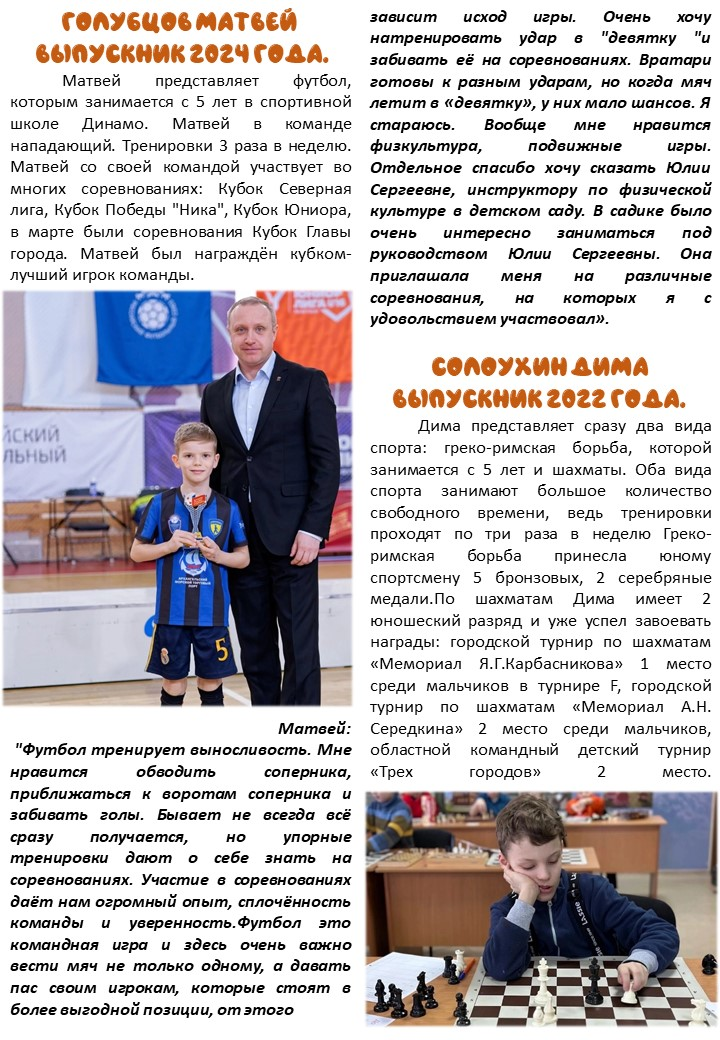 ГОЛУБЦОВ МАТВЕЙ
ВЫПУСКНИК 2024 ГОДА.
Матвей представляет футбол,
которым занимается с 5 лет в спортивной
школе Динамо. Матвей в команде
нападающий. Тренировки 3 раза в неделю.
Матвей со своей командой участвует во
многих соревнованиях: Кубок Северная
лига, Кубок Победы "Ника", Кубок Юниора,
в марте были соревнования Кубок Главы
города. Матвей был награждён кубком-
лучший игрок команды.
ЛИГА
ИЙСКИЙ
ЛЬНЫЙ
АРХАНГЕЛЬСКИЙ
МОРСКОЙ ТОРГОВЫЙ
ПОРТ
5
Матвей:
"Футбол тренирует выносливость. Мне
нравится обводить соперника,
приближаться к воротам соперника и
забивать голы. Бывает не всегда всё
сразу получается, но упорные
тренировки дают о себе знать на
соревнованиях. Участие в соревнованиях
даёт нам огромный опыт, сплочённость
команды и уверенность.Футбол это
командная игра и здесь очень важно
вести мяч не только одному, а давать
пас своим игрокам, которые стоят в
более выгодной позиции, от этого
зависит исход игры. Очень хочу
натренировать удар в "девятку "и
забивать её на соревнованиях. Вратари
готовы к разным ударам, но когда мяч
летит в «девятку», у них мало шансов. Я
стараюсь. Вообще мне нравится
физкультура, подвижные игры.
Отдельное спасибо хочу сказать Юлии
Сергеевне, инструктору по физической
культуре в детском саду. В садике было
очень интересно заниматься под
руководством Юлии Сергеевны. Она
приглашала меня на различные
соревнования, на которых я с
удовольствием участвовал».
СОЛОУХИН ДИМА
ВЫПУСКНИК 2022 ГОДА.
Дима представляет сразу два вида
спорта: греко-римская борьба, которой
занимается с 5 лет и шахматы. Оба вида
спорта занимают большое количество
свободного времени, ведь тренировки
проходят по три раза в неделю Греко-
римская борьба принесла юному
спортсмену 5 бронзовых, 2 серебряные
медали.По шахматам Дима имеет 2
юношеский разряд и уже успел завоевать
награды: городской турнир по шахматам
«Мемориал Я.Г.Карбасникова» 1 место
среди мальчиков в турнире F, городской
турнир по шахматам «Мемориал А.Н.
Середкина» 2 место среди мальчиков,
областной командный детский турнир
«Трех городов» 2 место.
Lassie